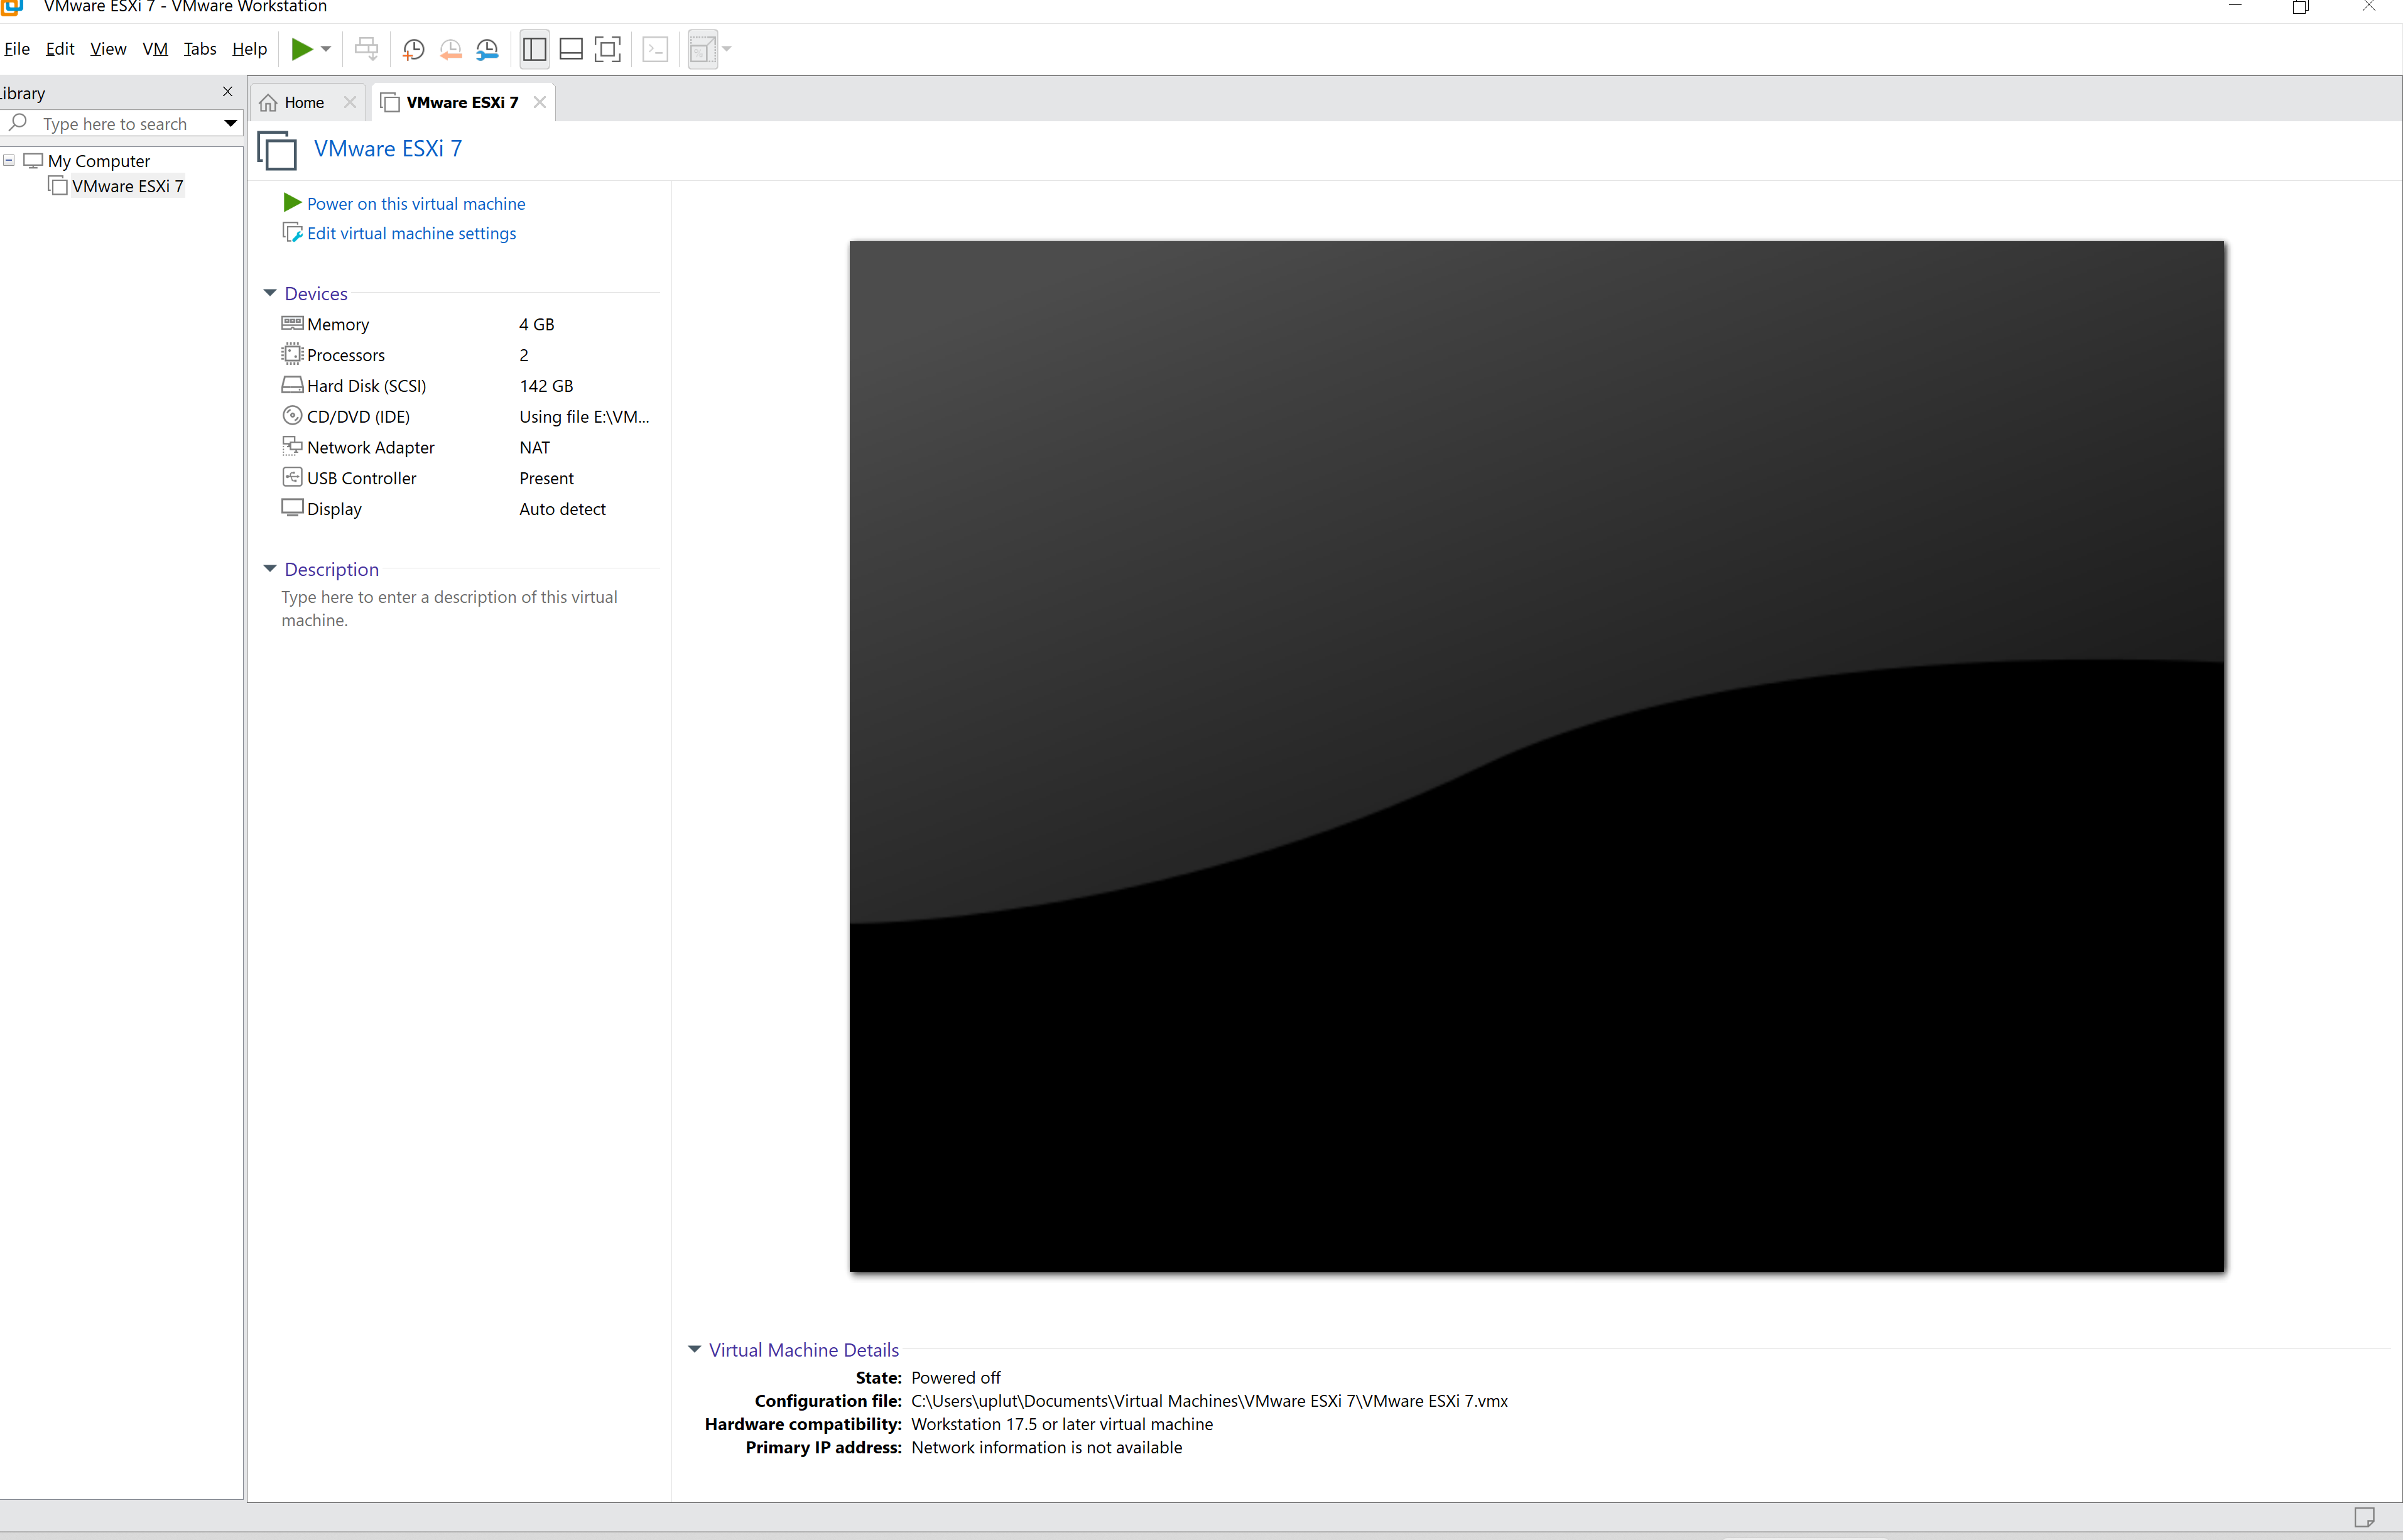 VMware ESXi 7 - VMware Workstation
File Edit View VM Tabs Help
Library
Type here to search
My Computer
VMware ESXi 7
Home
VMware ESXi 7
VMware ESXi 7
Power on this virtual machine
Edit virtual machine settings
Devices
Memory 4 GB
Processors 2
Hard Disk (SCSI) 142 GB
CD/DVD (IDE) Using file E:\VM...
Network Adapter NAT
USB Controller Present
Display Auto detect
Description
Type here to enter a description of this virtual
machine.
Virtual Machine Details
State: Powered off
Configuration file: C:\Users\uplut\Documents\Virtual Machines\VMware ESXi 7\VMware ESXi 7.vmx
Hardware compatibility: Workstation 17.5 or later virtual machine
Primary IP address: Network information is not available